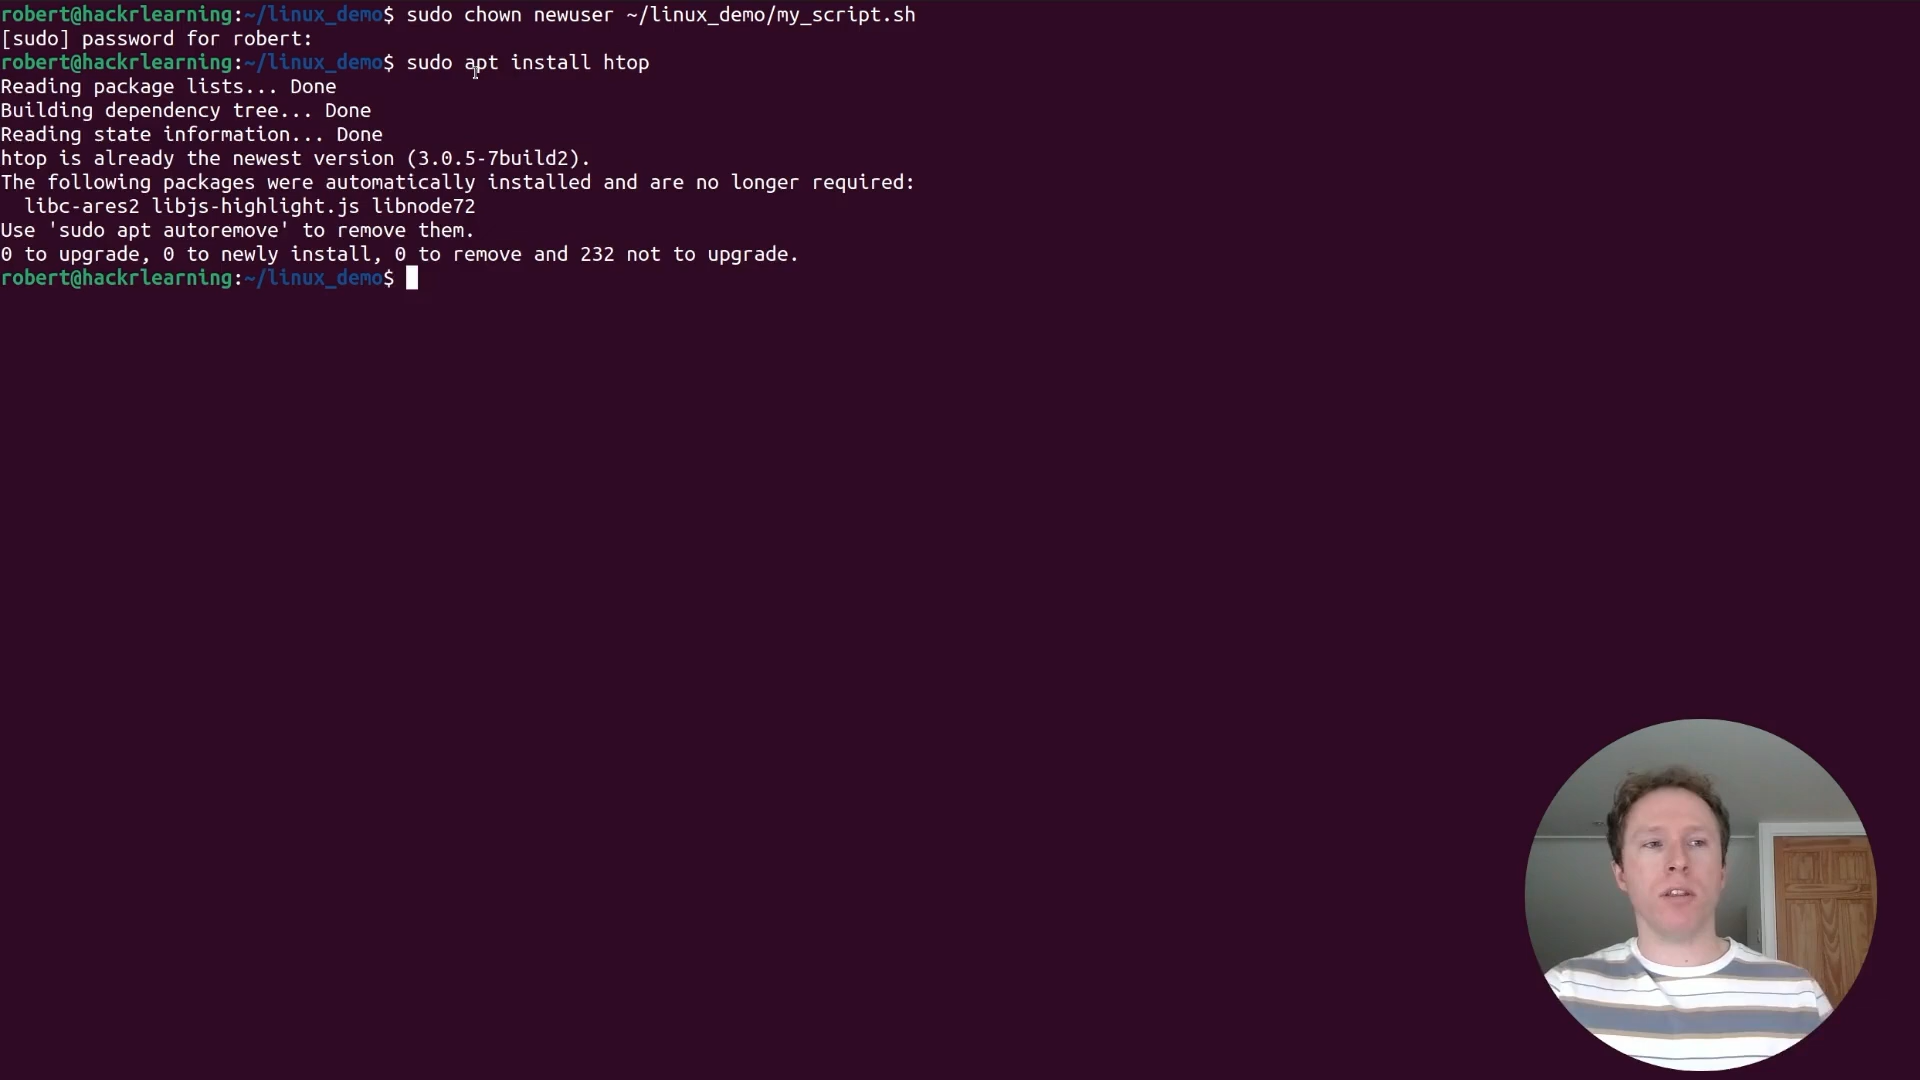 robert@hackrlearning:~/linux_demo$ sudo chown newuser ~/linux_demo/my_script.sh
[sudo] password for robert:
robert@hackrlearning:~/linux_demo$ sudo apt install htop
Reading package lists... Done
Building dependency tree... Done
Reading state information... Done
htop is already the newest version (3.0.5-7build2).
The following packages were automatically installed and are no longer required:
  libc-ares2 libjs-highlight.js libnode72
Use 'sudo apt autoremove' to remove them.
0 to upgrade, 0 to newly install, 0 to remove and 232 not to upgrade.
robert@hackrlearning:~/linux_demo$